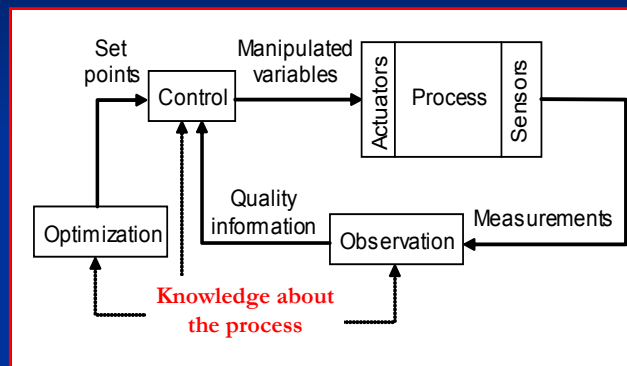 Set
points
Manipulated
variables
Control
Actuators
Process
Sensors
Quality
information
Measurements
Optimization
Observation
Knowledge about
the process